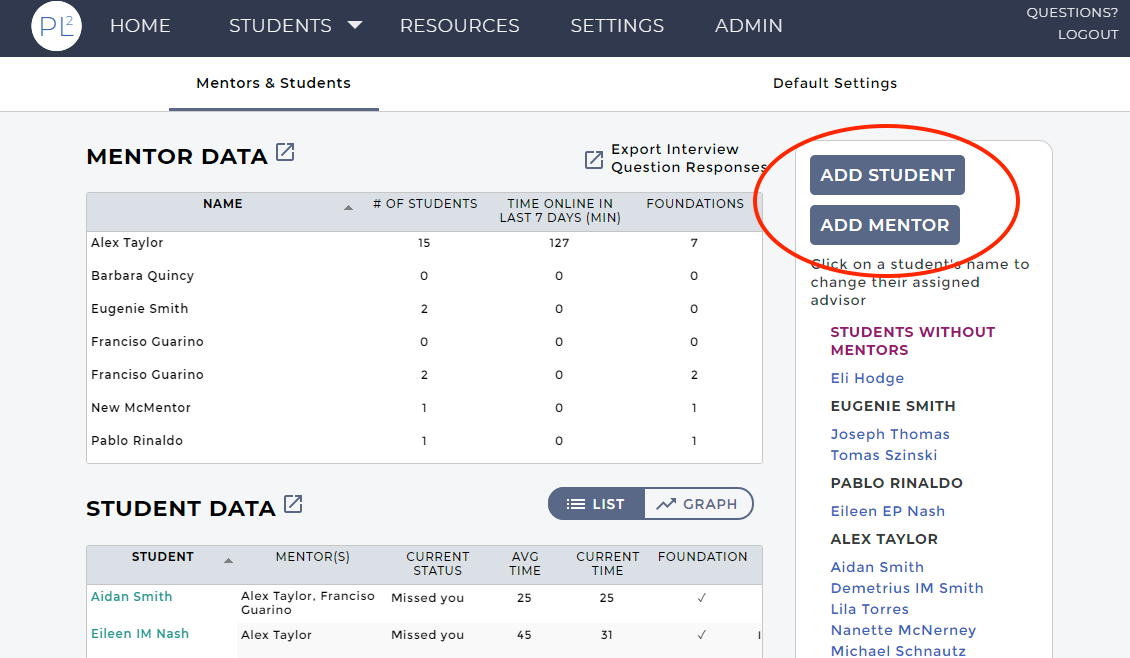 PL2
HOME
STUDENTS
RESOURCES
SETTINGS
ADMIN
QUESTIONS?
LOGOUT
Mentors & Students
Default Settings
MENTOR DATA
Export Interview
Question Responses
NAME
# OF STUDENTS
TIME ONLINE IN
LAST 7 DAYS (MIN)
FOUNDATIONS
Alex Taylor 15 127 7
Barbara Quincy 0 0 0
Eugenie Smith 2 0 0
Franciso Guarino 0 0 0
Franciso Guarino 2 0 2
New McMentor 1 0 1
Pablo Rinaldo 1 0 1
STUDENT DATA
LIST
GRAPH
STUDENT
MENTOR(S)
CURRENT
STATUS
AVG
TIME
CURRENT
TIME
FOUNDATION
Aidan Smith
Alex Taylor, Franciso
Guarino
Missed you 25 25 ✓
Eileen IM Nash Alex Taylor Missed you 45 31 ✓
ADD STUDENT
ADD MENTOR
Click on a student's name to
change their assigned
advisor
STUDENTS WITHOUT
MENTORS
Eli Hodge
EUGENIE SMITH
Joseph Thomas
Tomas Szinski
PABLO RINALDO
Eileen EP Nash
ALEX TAYLOR
Aidan Smith
Demetrius IM Smith
Lila Torres
Nanette McNerney
Michael Schnautz